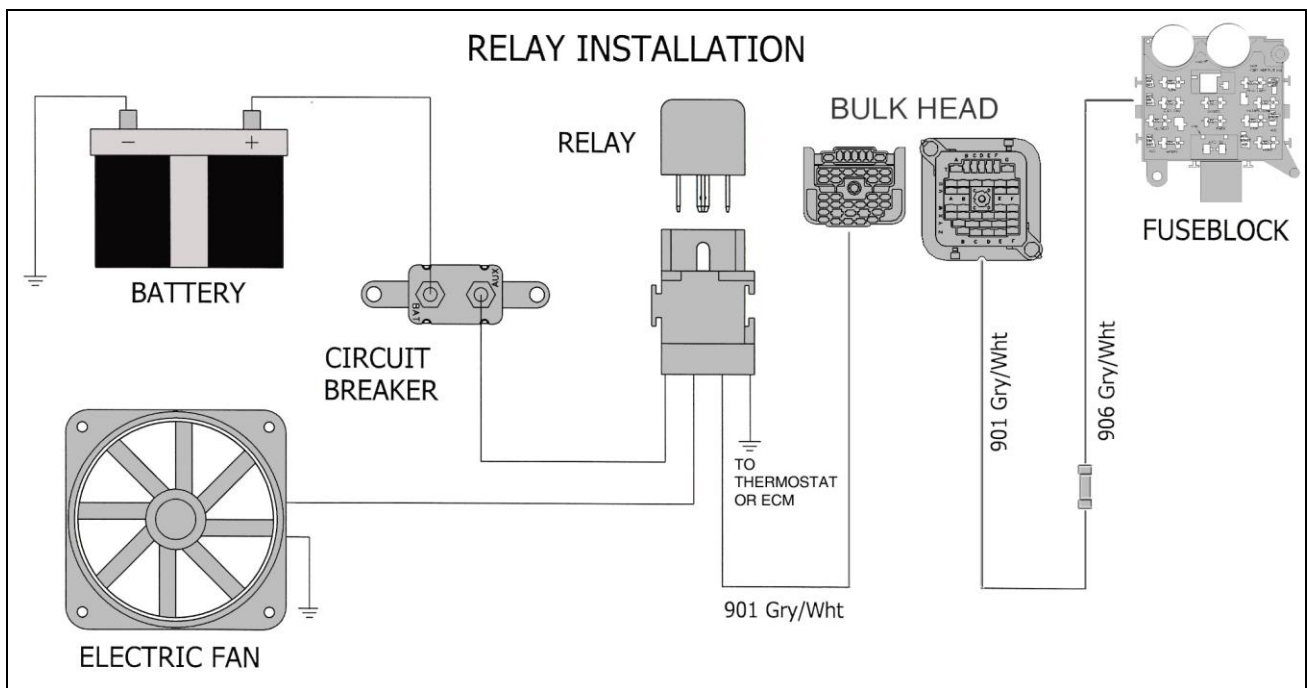 RELAY INSTALLATION
BATTERY
CIRCUIT
BREAKER
BAT
AUX
ELECTRIC FAN
RELAY
TO
THERMOSTAT
OR ECM
901 Gry/Wht
BULK HEAD
B C D E F
A G
A B E F
B C D E F
901 Gry/Wht
906 Gry/Wht
FUSEBLOCK